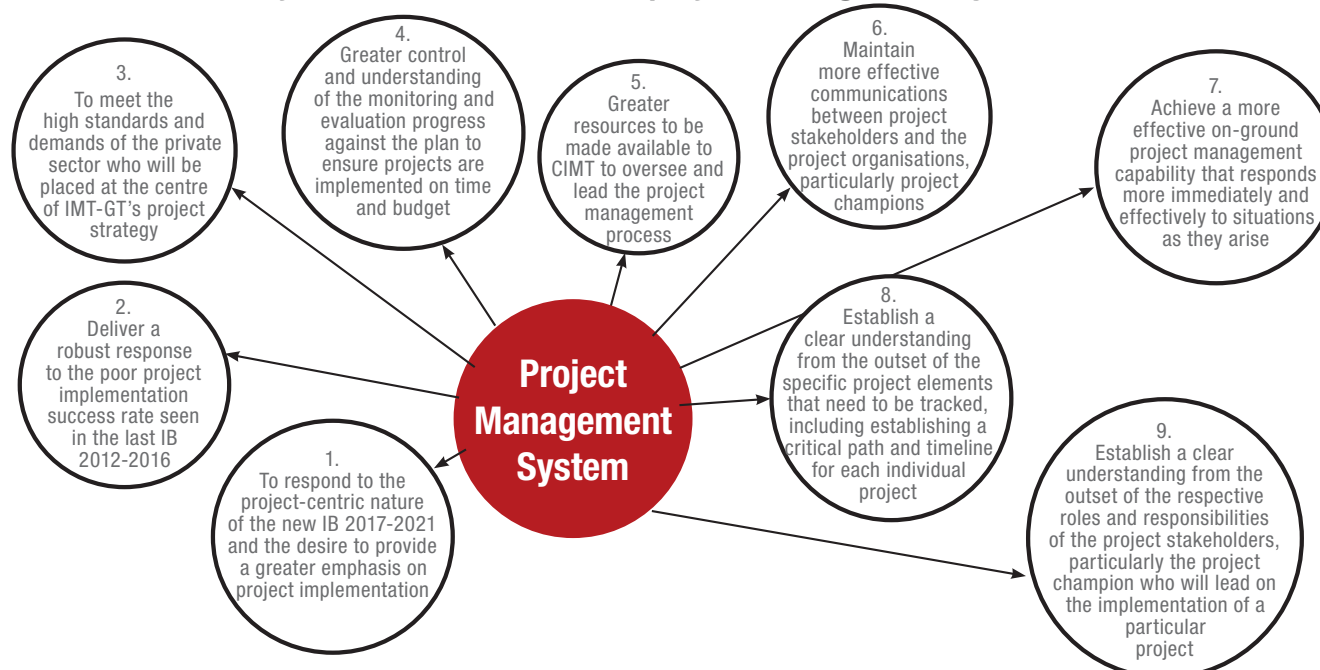 3.
To meet the
high standards and
demands of the private
sector who will be
placed at the centre
of IMT-GT's project
strategy
4.
Greater control
and understanding
of the monitoring and
evaluation progress
against the plan to
ensure projects are
implemented on time
and budget
5.
Greater
resources to be
made available to
CIMT to oversee and
lead the project
management
process
6.
Maintain
more effective
communications
between project
stakeholders and the
project organisations,
particularly project
champions
7.
Achieve a more
effective on-ground
project management
capability that responds
more immediately and
effectively to situations
as they arise
2.
Deliver a
robust response
to the poor project
implementation
success rate seen
in the last IB
2012-2016
Project
Management
System
8.
Establish a
clear understanding
from the outset of the
specific project elements
that need to be tracked,
including establishing a
critical path and timeline
for each individual
project
1.
To respond to the
project-centric nature
of the new IB 2017-2021
and the desire to provide
a greater emphasis on
project implementation
9.
Establish a clear
understanding from the
outset of the respective
roles and responsibilities
of the project stakeholders,
particularly the project
champion who will lead on
the implementation of a
particular
project